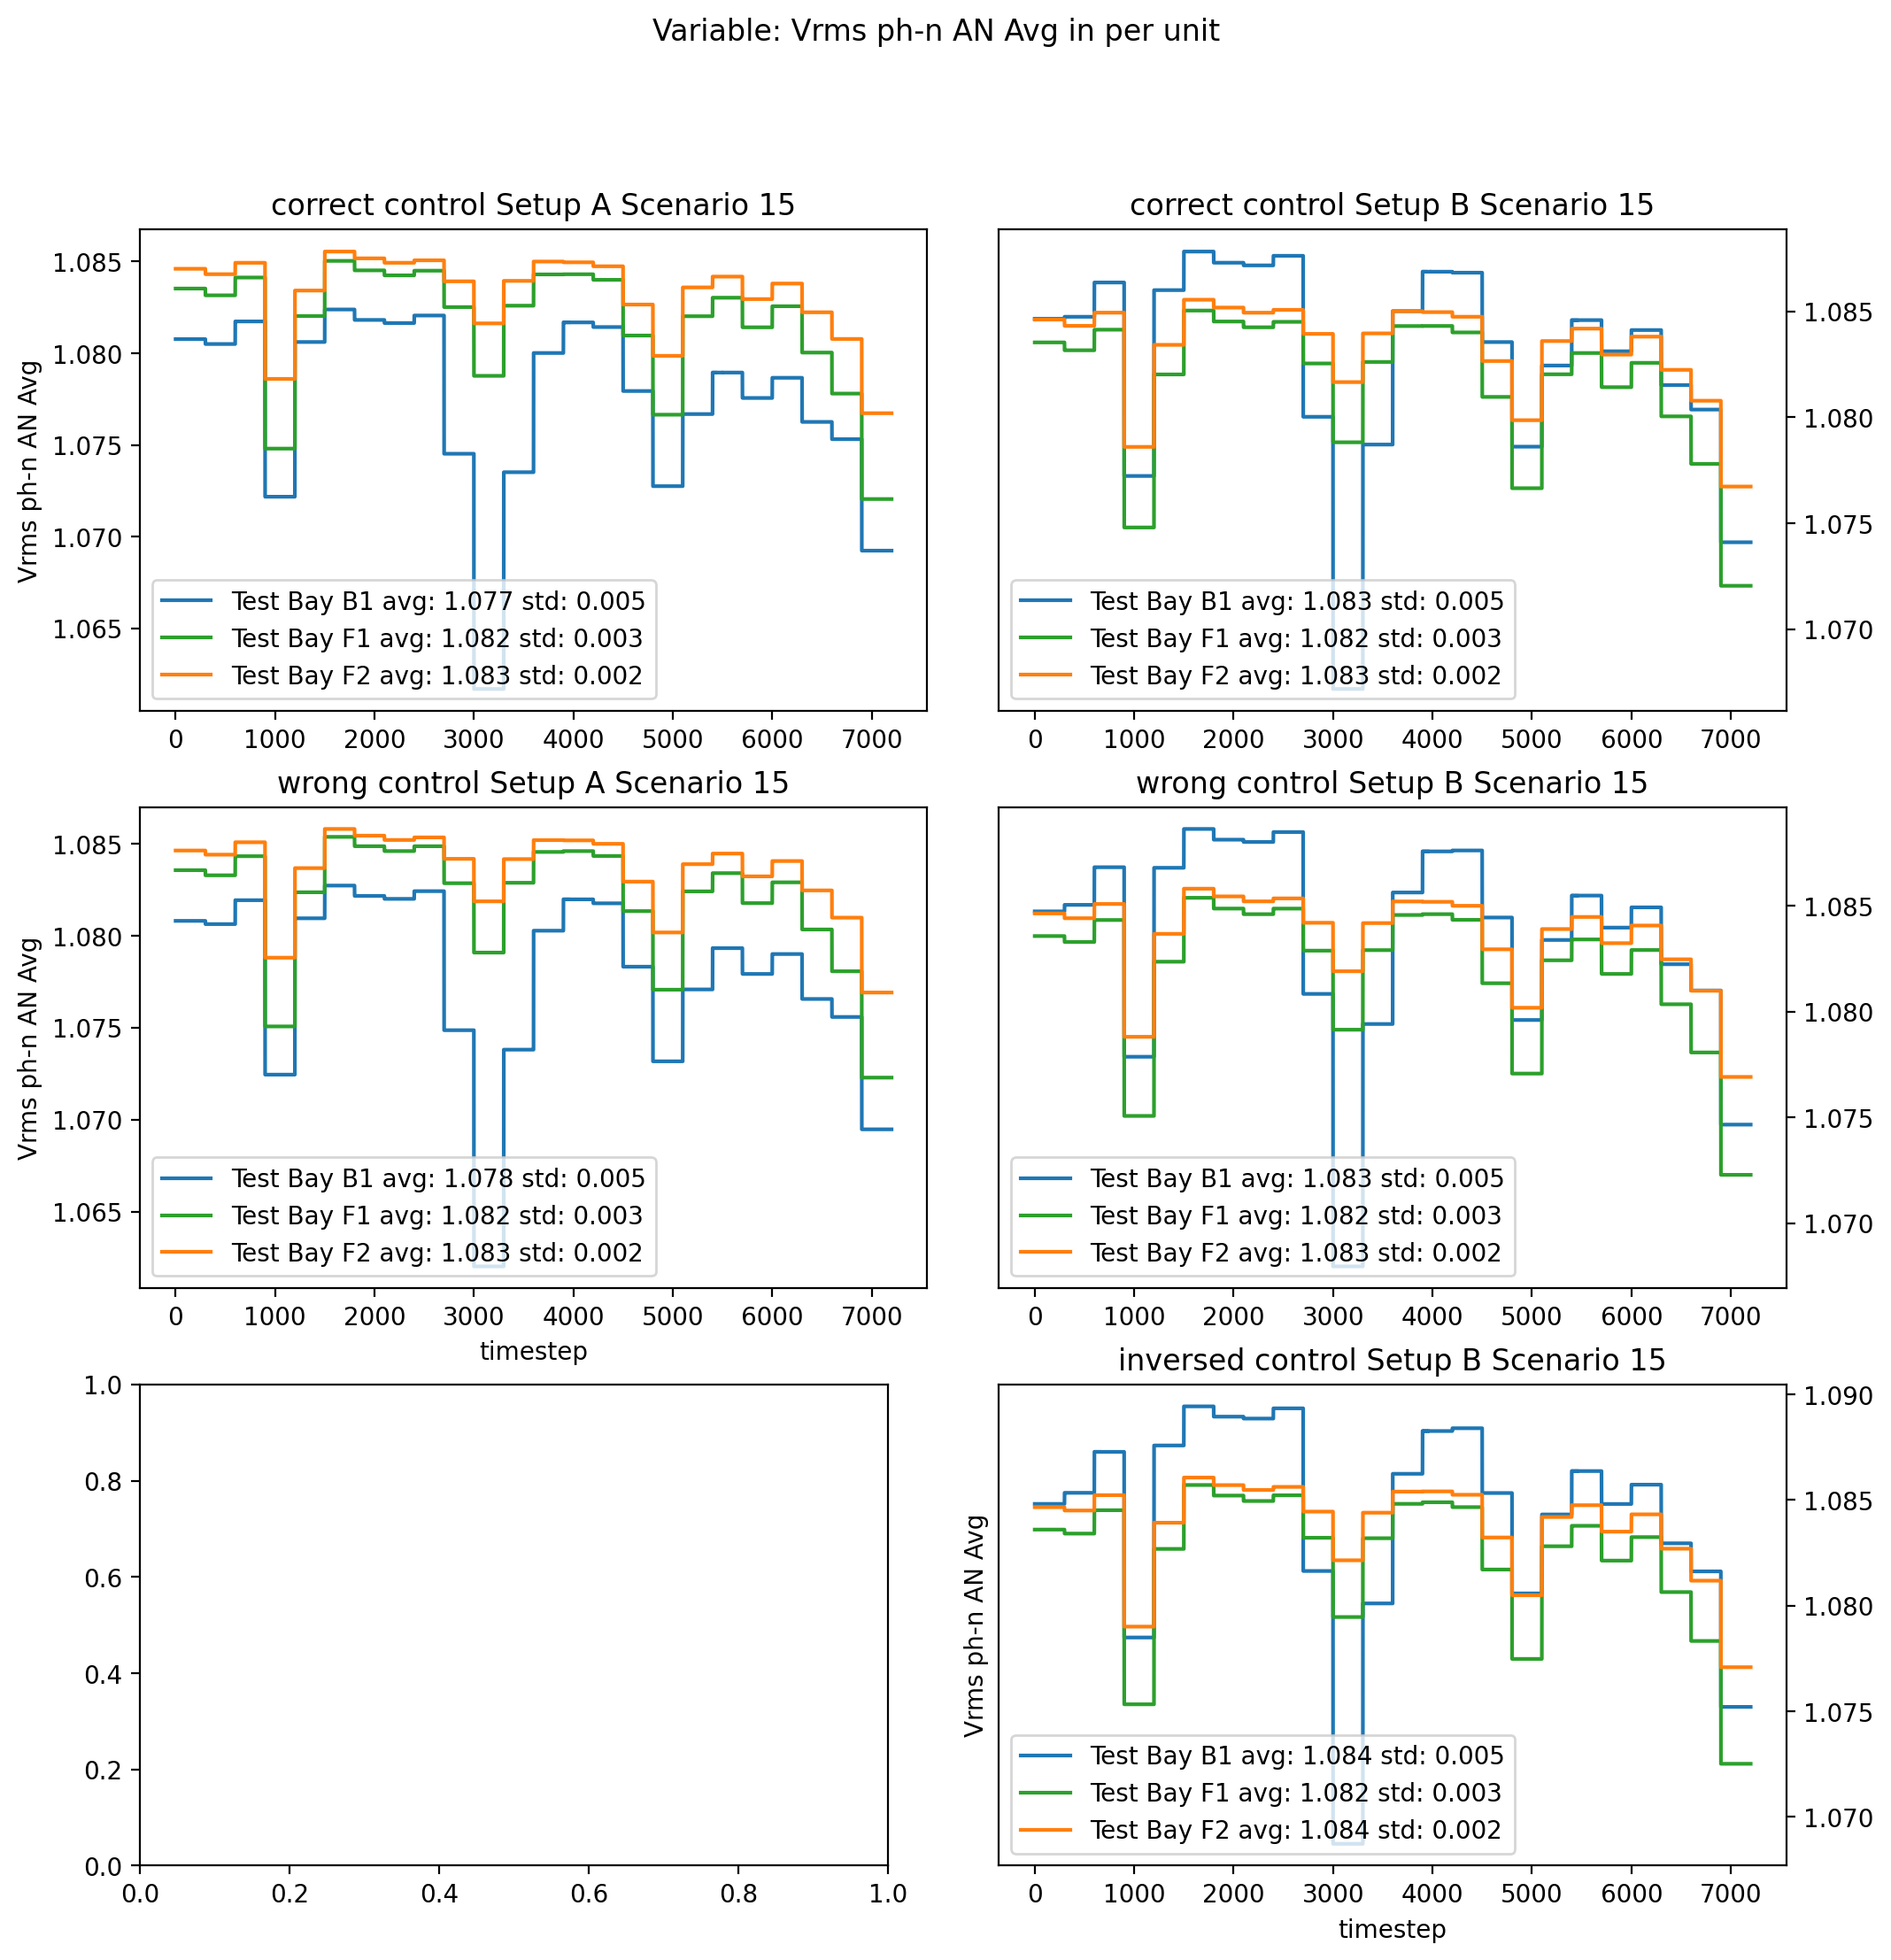 Variable: Vrms ph-n AN Avg in per unit
correct control Setup A Scenario 15
Vrms ph-n AN Avg
1.085
1.080
1.075
1.070
1.065
Test Bay B1 avg: 1.077 std: 0.005
Test Bay F1 avg: 1.082 std: 0.003
Test Bay F2 avg: 1.083 std: 0.002
0 1000 2000 3000 4000 5000 6000 7000
correct control Setup B Scenario 15
1.085
1.080
1.075
1.070
Test Bay B1 avg: 1.083 std: 0.005
Test Bay F1 avg: 1.082 std: 0.003
Test Bay F2 avg: 1.083 std: 0.002
0 1000 2000 3000 4000 5000 6000 7000
wrong control Setup A Scenario 15
Vrms ph-n AN Avg
1.085
1.080
1.075
1.070
1.065
Test Bay B1 avg: 1.078 std: 0.005
Test Bay F1 avg: 1.082 std: 0.003
Test Bay F2 avg: 1.083 std: 0.002
0 1000 2000 3000 4000 5000 6000 7000
timestep
wrong control Setup B Scenario 15
1.085
1.080
1.075
1.070
Test Bay B1 avg: 1.083 std: 0.005
Test Bay F1 avg: 1.082 std: 0.003
Test Bay F2 avg: 1.083 std: 0.002
0 1000 2000 3000 4000 5000 6000 7000
1.0
0.8
0.6
0.4
0.2
0.0
0.0 0.2 0.4 0.6 0.8 1.0
inversed control Setup B Scenario 15
Vrms ph-n AN Avg
1.090
1.085
1.080
1.075
1.070
Test Bay B1 avg: 1.084 std: 0.005
Test Bay F1 avg: 1.082 std: 0.003
Test Bay F2 avg: 1.084 std: 0.002
0 1000 2000 3000 4000 5000 6000 7000
timestep